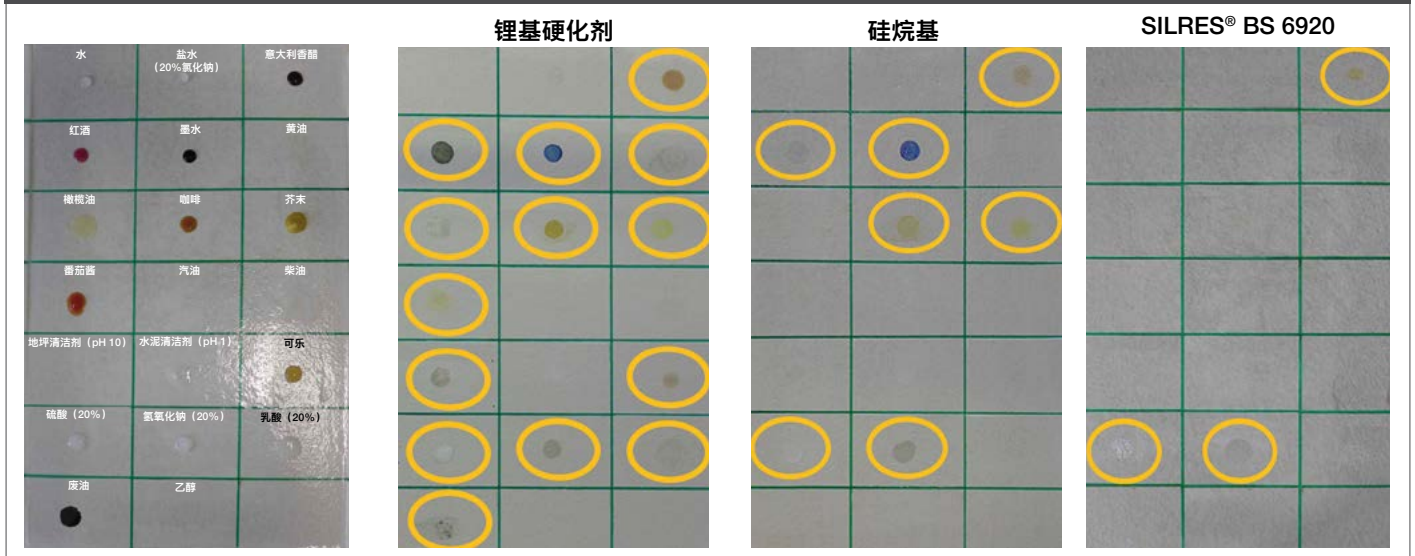 锂基硬化剂
硅烷基
SILRES® BS 6920
水
盐水
（20%氯化钠）
意大利香醋
红酒
墨水
黄油
橄榄油
咖啡
芥末
番茄酱
汽油
柴油
地坪清洁剂（pH 10）
水泥清洁剂（pH 1）
可乐
硫酸（20%）
氢氧化钠（20%）
乳酸（20%）
废油
乙醇